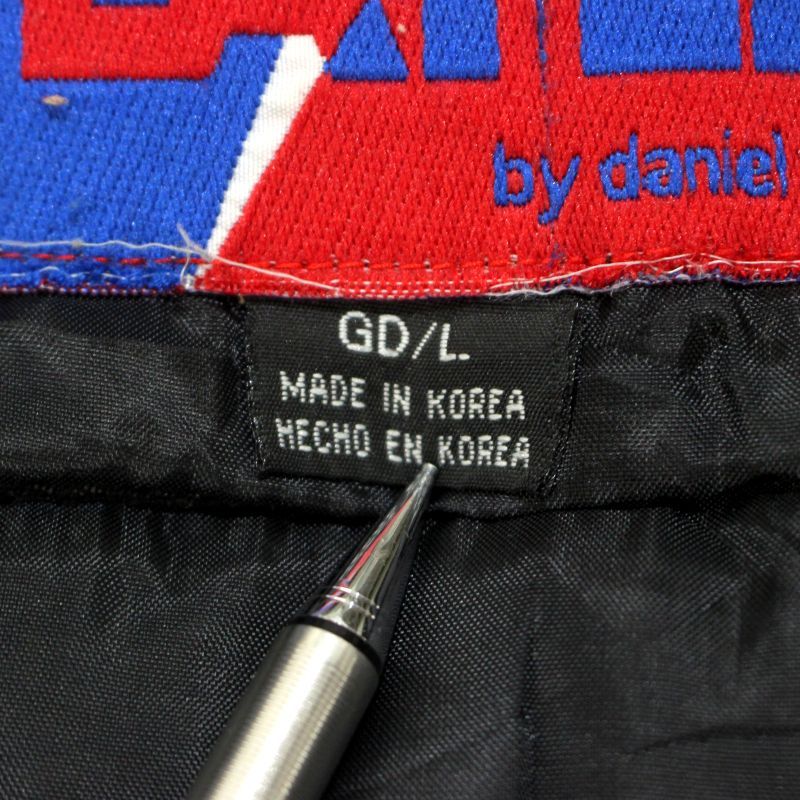 by daniel
GD/L
MADE IN KOREA
HECHO EN KOREA